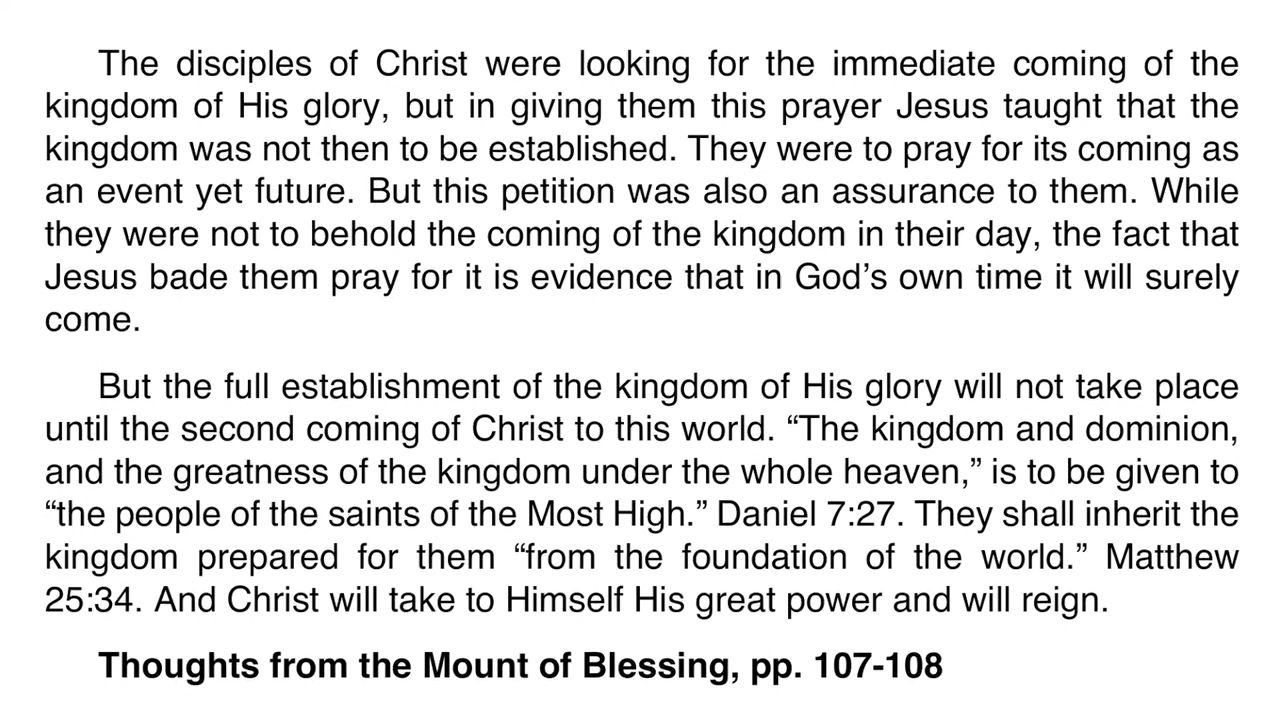 The disciples of Christ were looking for the immediate coming of the
kingdom of His glory, but in giving them this prayer Jesus taught that the
kingdom was not then to be established. They were to pray for its coming as
an event yet future. But this petition was also an assurance to them. While
they were not to behold the coming of the kingdom in their day, the fact that
Jesus bade them pray for it is evidence that in God’s own time it will surely
come.
But the full establishment of the kingdom of His glory will not take place
until the second coming of Christ to this world. “The kingdom and dominion,
and the greatness of the kingdom under the whole heaven,” is to be given to
“the people of the saints of the Most High.” Daniel 7:27. They shall inherit the
kingdom prepared for them “from the foundation of the world.” Matthew
25:34. And Christ will take to Himself His great power and will reign.
Thoughts from the Mount of Blessing, pp. 107-108